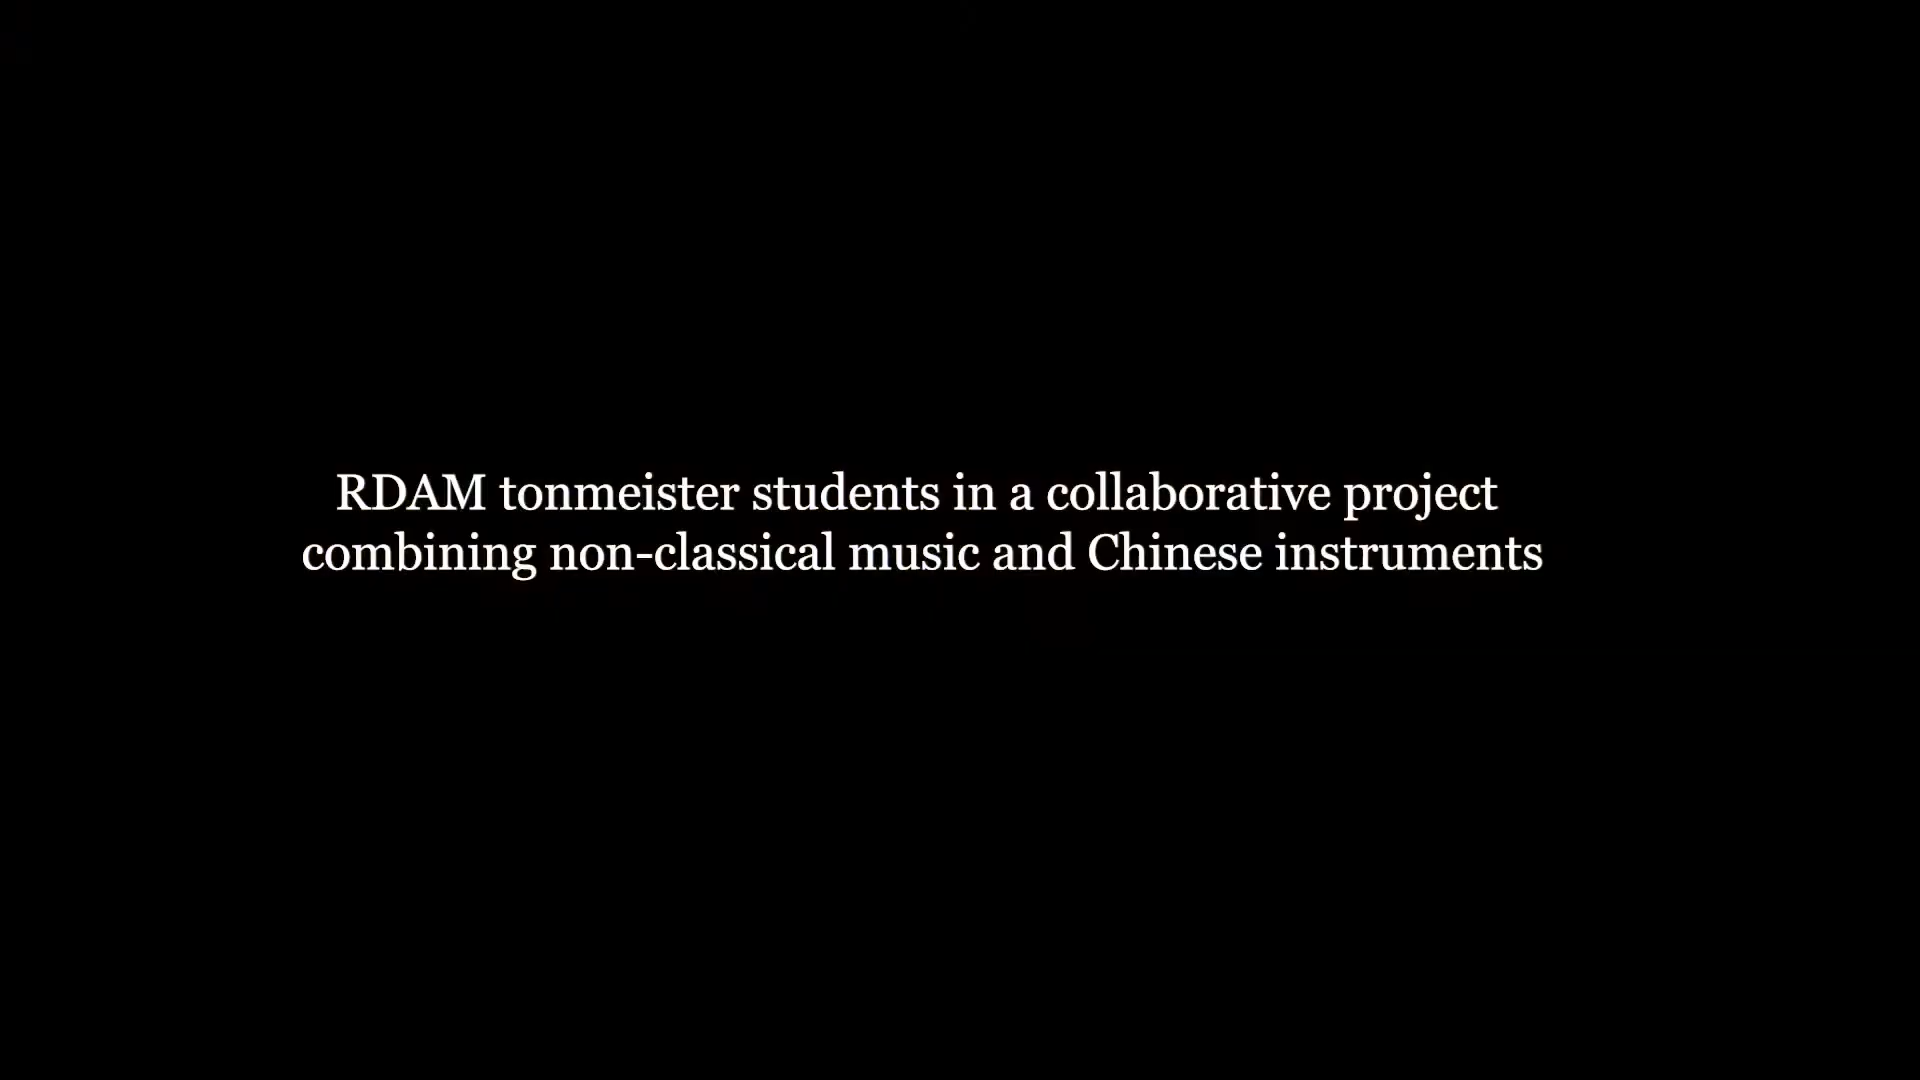 RDAM tonmeister students in a collaborative project
combining non-classical music and Chinese instruments